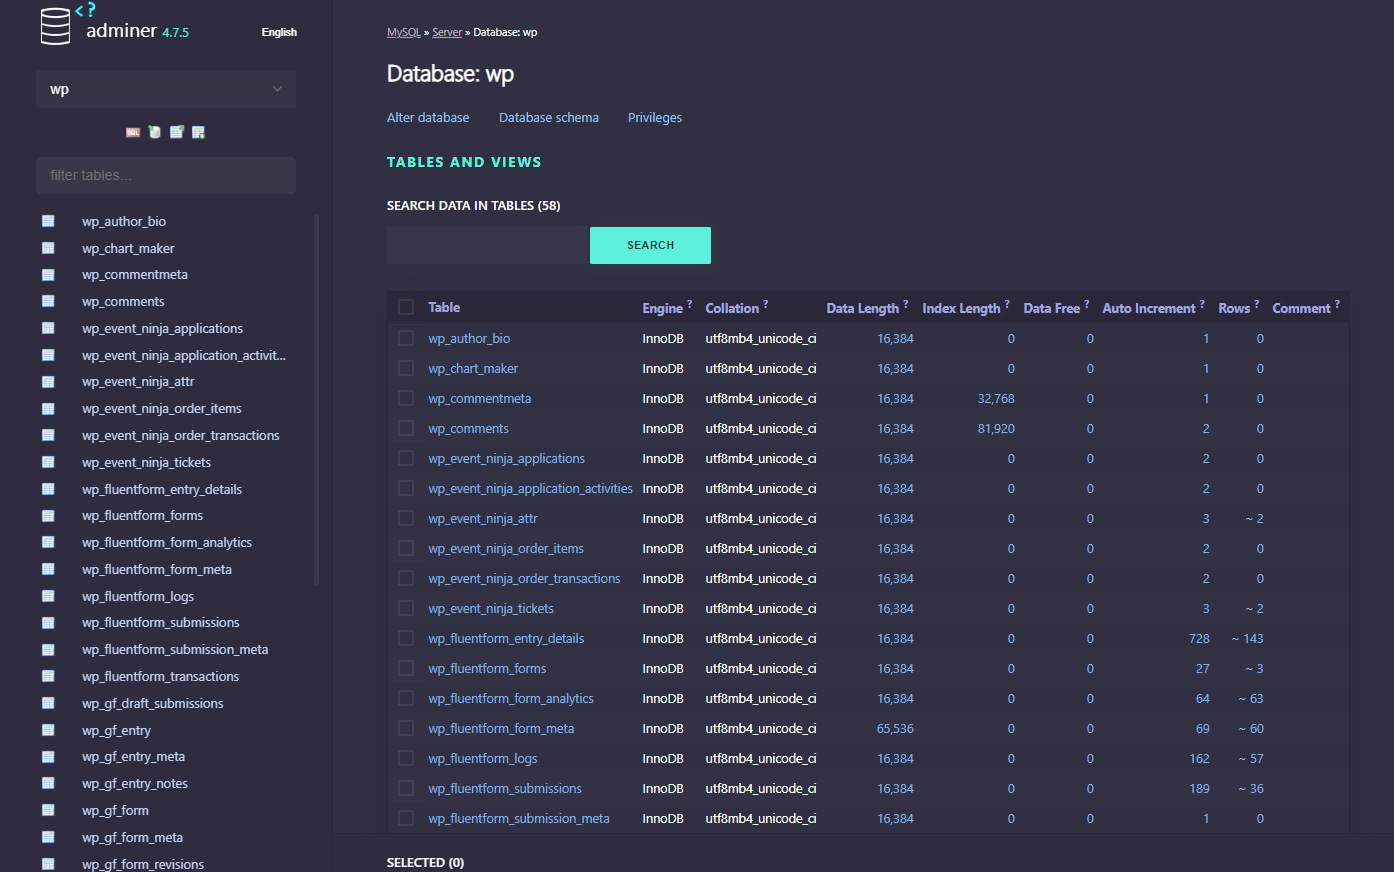 <?
adminer 4.7.5
English
wp
filter tables...
wp_author_bio
wp_chart_maker
wp_commentmeta
wp_comments
wp_event_ninja_applications
wp_event_ninja_application_activit...
wp_event_ninja_attr
wp_event_ninja_order_items
wp_event_ninja_order_transactions
wp_event_ninja_tickets
wp_fluentform_entry_details
wp_fluentform_forms
wp_fluentform_form_analytics
wp_fluentform_form_meta
wp_fluentform_logs
wp_fluentform_submissions
wp_fluentform_submission_meta
wp_fluentform_transactions
wp_gf_draft_submissions
wp_gf_entry
wp_gf_entry_meta
wp_gf_entry_notes
wp_gf_form
wp_gf_form_meta
wp_gf_form_revisions
MySQL » Server » Database: wp
Database: wp
Alter database Database schema Privileges
TABLES AND VIEWS
SEARCH DATA IN TABLES (58)
SEARCH
Table Engine ? Collation ? Data Length ? Index Length ? Data Free ? Auto Increment ? Rows ? Comment ?
wp_author_bio InnoDB utf8mb4_unicode_ci 16,384 0 0 1 0
wp_chart_maker InnoDB utf8mb4_unicode_ci 16,384 0 0 1 0
wp_commentmeta InnoDB utf8mb4_unicode_ci 16,384 32,768 0 1 0
wp_comments InnoDB utf8mb4_unicode_ci 16,384 81,920 0 2 0
wp_event_ninja_applications InnoDB utf8mb4_unicode_ci 16,384 0 0 2 0
wp_event_ninja_application_activities InnoDB utf8mb4_unicode_ci 16,384 0 0 2 0
wp_event_ninja_attr InnoDB utf8mb4_unicode_ci 16,384 0 0 3 ~ 2
wp_event_ninja_order_items InnoDB utf8mb4_unicode_ci 16,384 0 0 2 0
wp_event_ninja_order_transactions InnoDB utf8mb4_unicode_ci 16,384 0 0 2 0
wp_event_ninja_tickets InnoDB utf8mb4_unicode_ci 16,384 0 0 3 ~ 2
wp_fluentform_entry_details InnoDB utf8mb4_unicode_ci 16,384 0 0 728 ~ 143
wp_fluentform_forms InnoDB utf8mb4_unicode_ci 16,384 0 0 27 ~ 3
wp_fluentform_form_analytics InnoDB utf8mb4_unicode_ci 16,384 0 0 64 ~ 63
wp_fluentform_form_meta InnoDB utf8mb4_unicode_ci 65,536 0 0 69 ~ 60
wp_fluentform_logs InnoDB utf8mb4_unicode_ci 16,384 0 0 162 ~ 57
wp_fluentform_submissions InnoDB utf8mb4_unicode_ci 16,384 0 0 189 ~ 36
wp_fluentform_submission_meta InnoDB utf8mb4_unicode_ci 16,384 0 0 1 0
SELECTED (0)